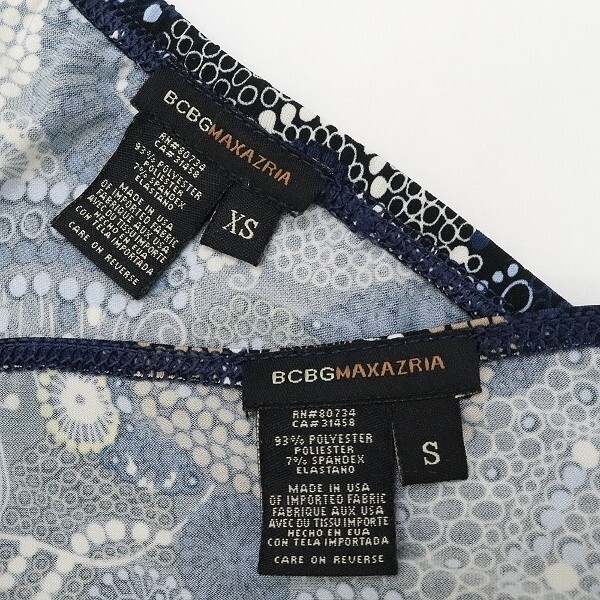 BCBGMAXAZRIA
RN#80734
CA#31458
93% POLYESTER
POLIESTER
7% SPANDEX
ELASTANO
MADE IN USA
OF IMPORTED FABRIC
FABRIQUE AUX USA
AVEC DU TISSU IMPORTE
HECHO EN EUA
CON TELA IMPORTADA
CARE ON REVERSE
XS
BCBGMAXAZRIA
RN#80734
CA#31458
93% POLYESTER
POLIESTER
7% SPANDEX
ELASTANO
MADE IN USA
OF IMPORTED FABRIC
FABRIQUE AUX USA
AVEC DU TISSU IMPORTE
HECHO EN EUA
CON TELA IMPORTADA
CARE ON REVERSE
S